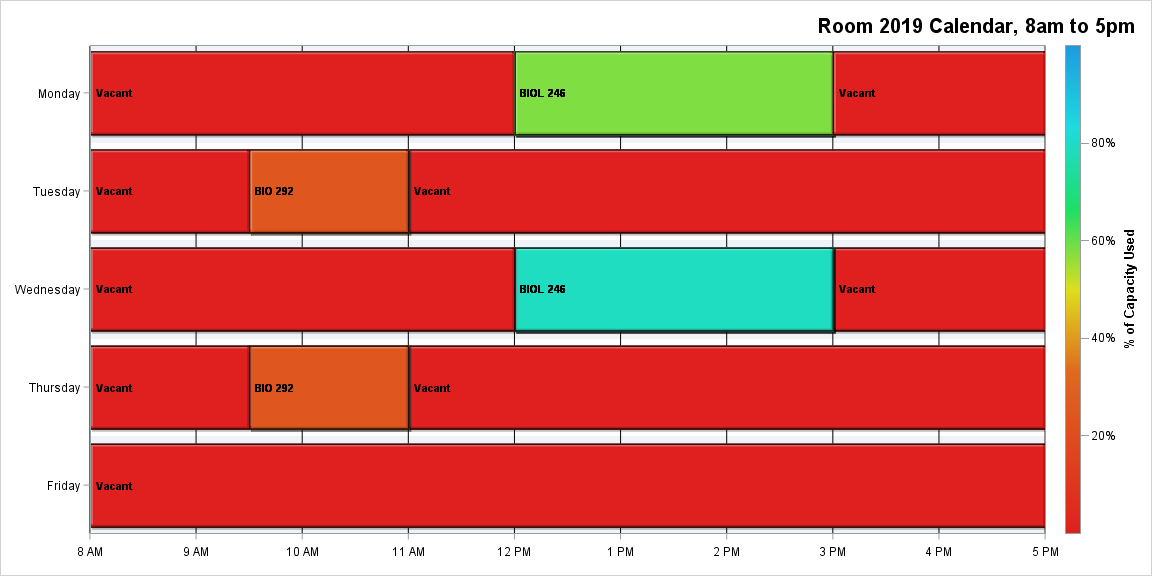 Room 2019 Calendar, 8am to 5pm
Monday
Vacant
BIOL 246
Vacant
Tuesday
Vacant
BIO 292
Vacant
Wednesday
Vacant
BIOL 246
Vacant
Thursday
Vacant
BIO 292
Vacant
Friday
Vacant
8 AM
9 AM
10 AM
11 AM
12 PM
1 PM
2 PM
3 PM
4 PM
5 PM
80%
60%
40%
20%
% of Capacity Used